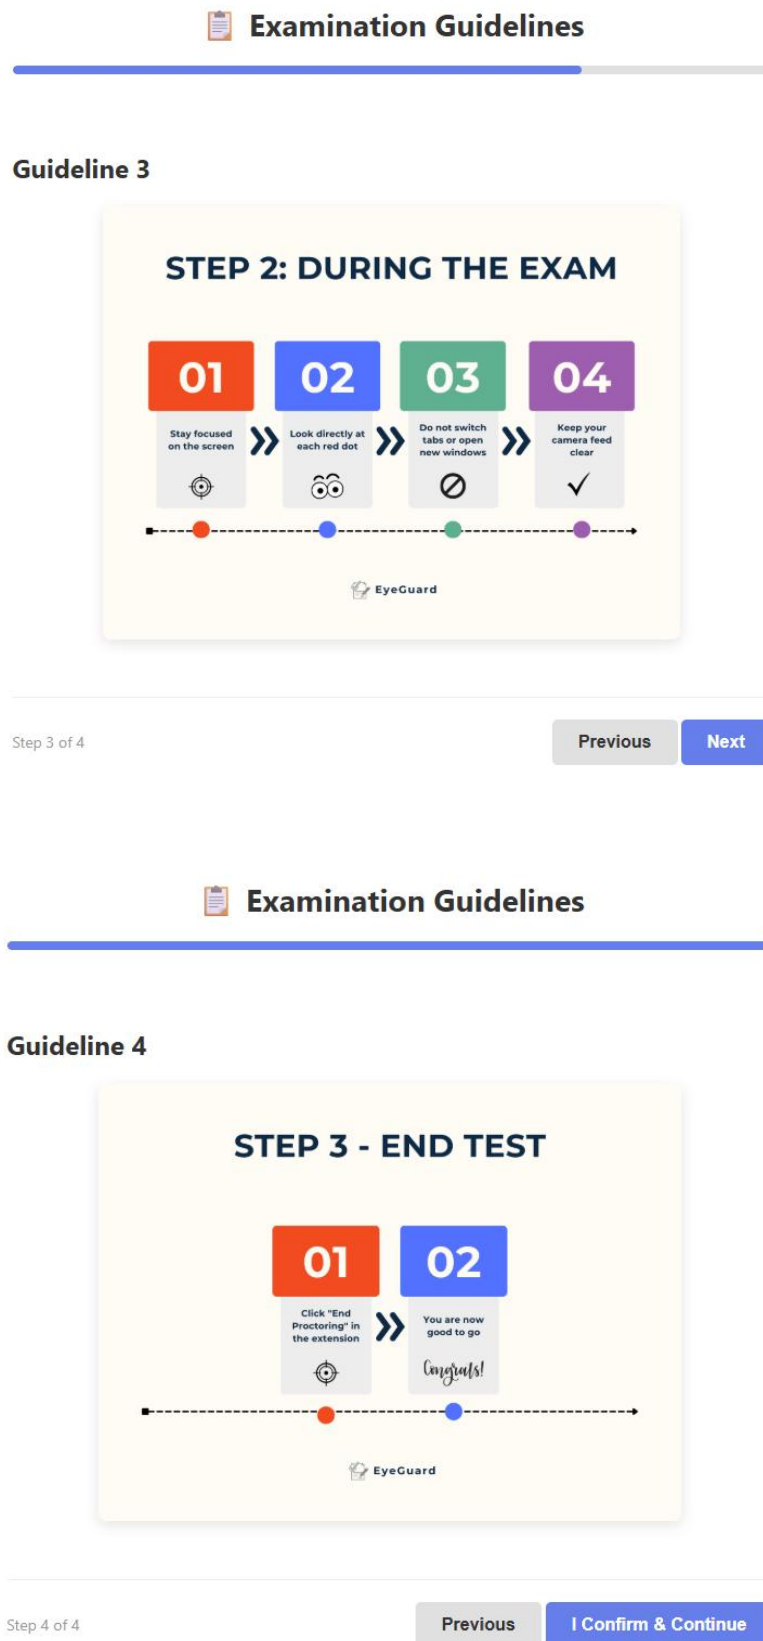 Examination Guidelines
Guideline 3
STEP 2: DURING THE EXAM
01
Stay focused
on the screen
02
Look directly at
each red dot
03
Do not switch
tabs or open
new windows
04
Keep your
camera feed
clear
EyeGuard
Step 3 of 4
Previous
Next
Examination Guidelines
Guideline 4
STEP 3 - END TEST
01
Click "End
Proctoring" in
the extension
02
You are now
good to go
Congrats!
EyeGuard
Step 4 of 4
Previous
I Confirm & Continue